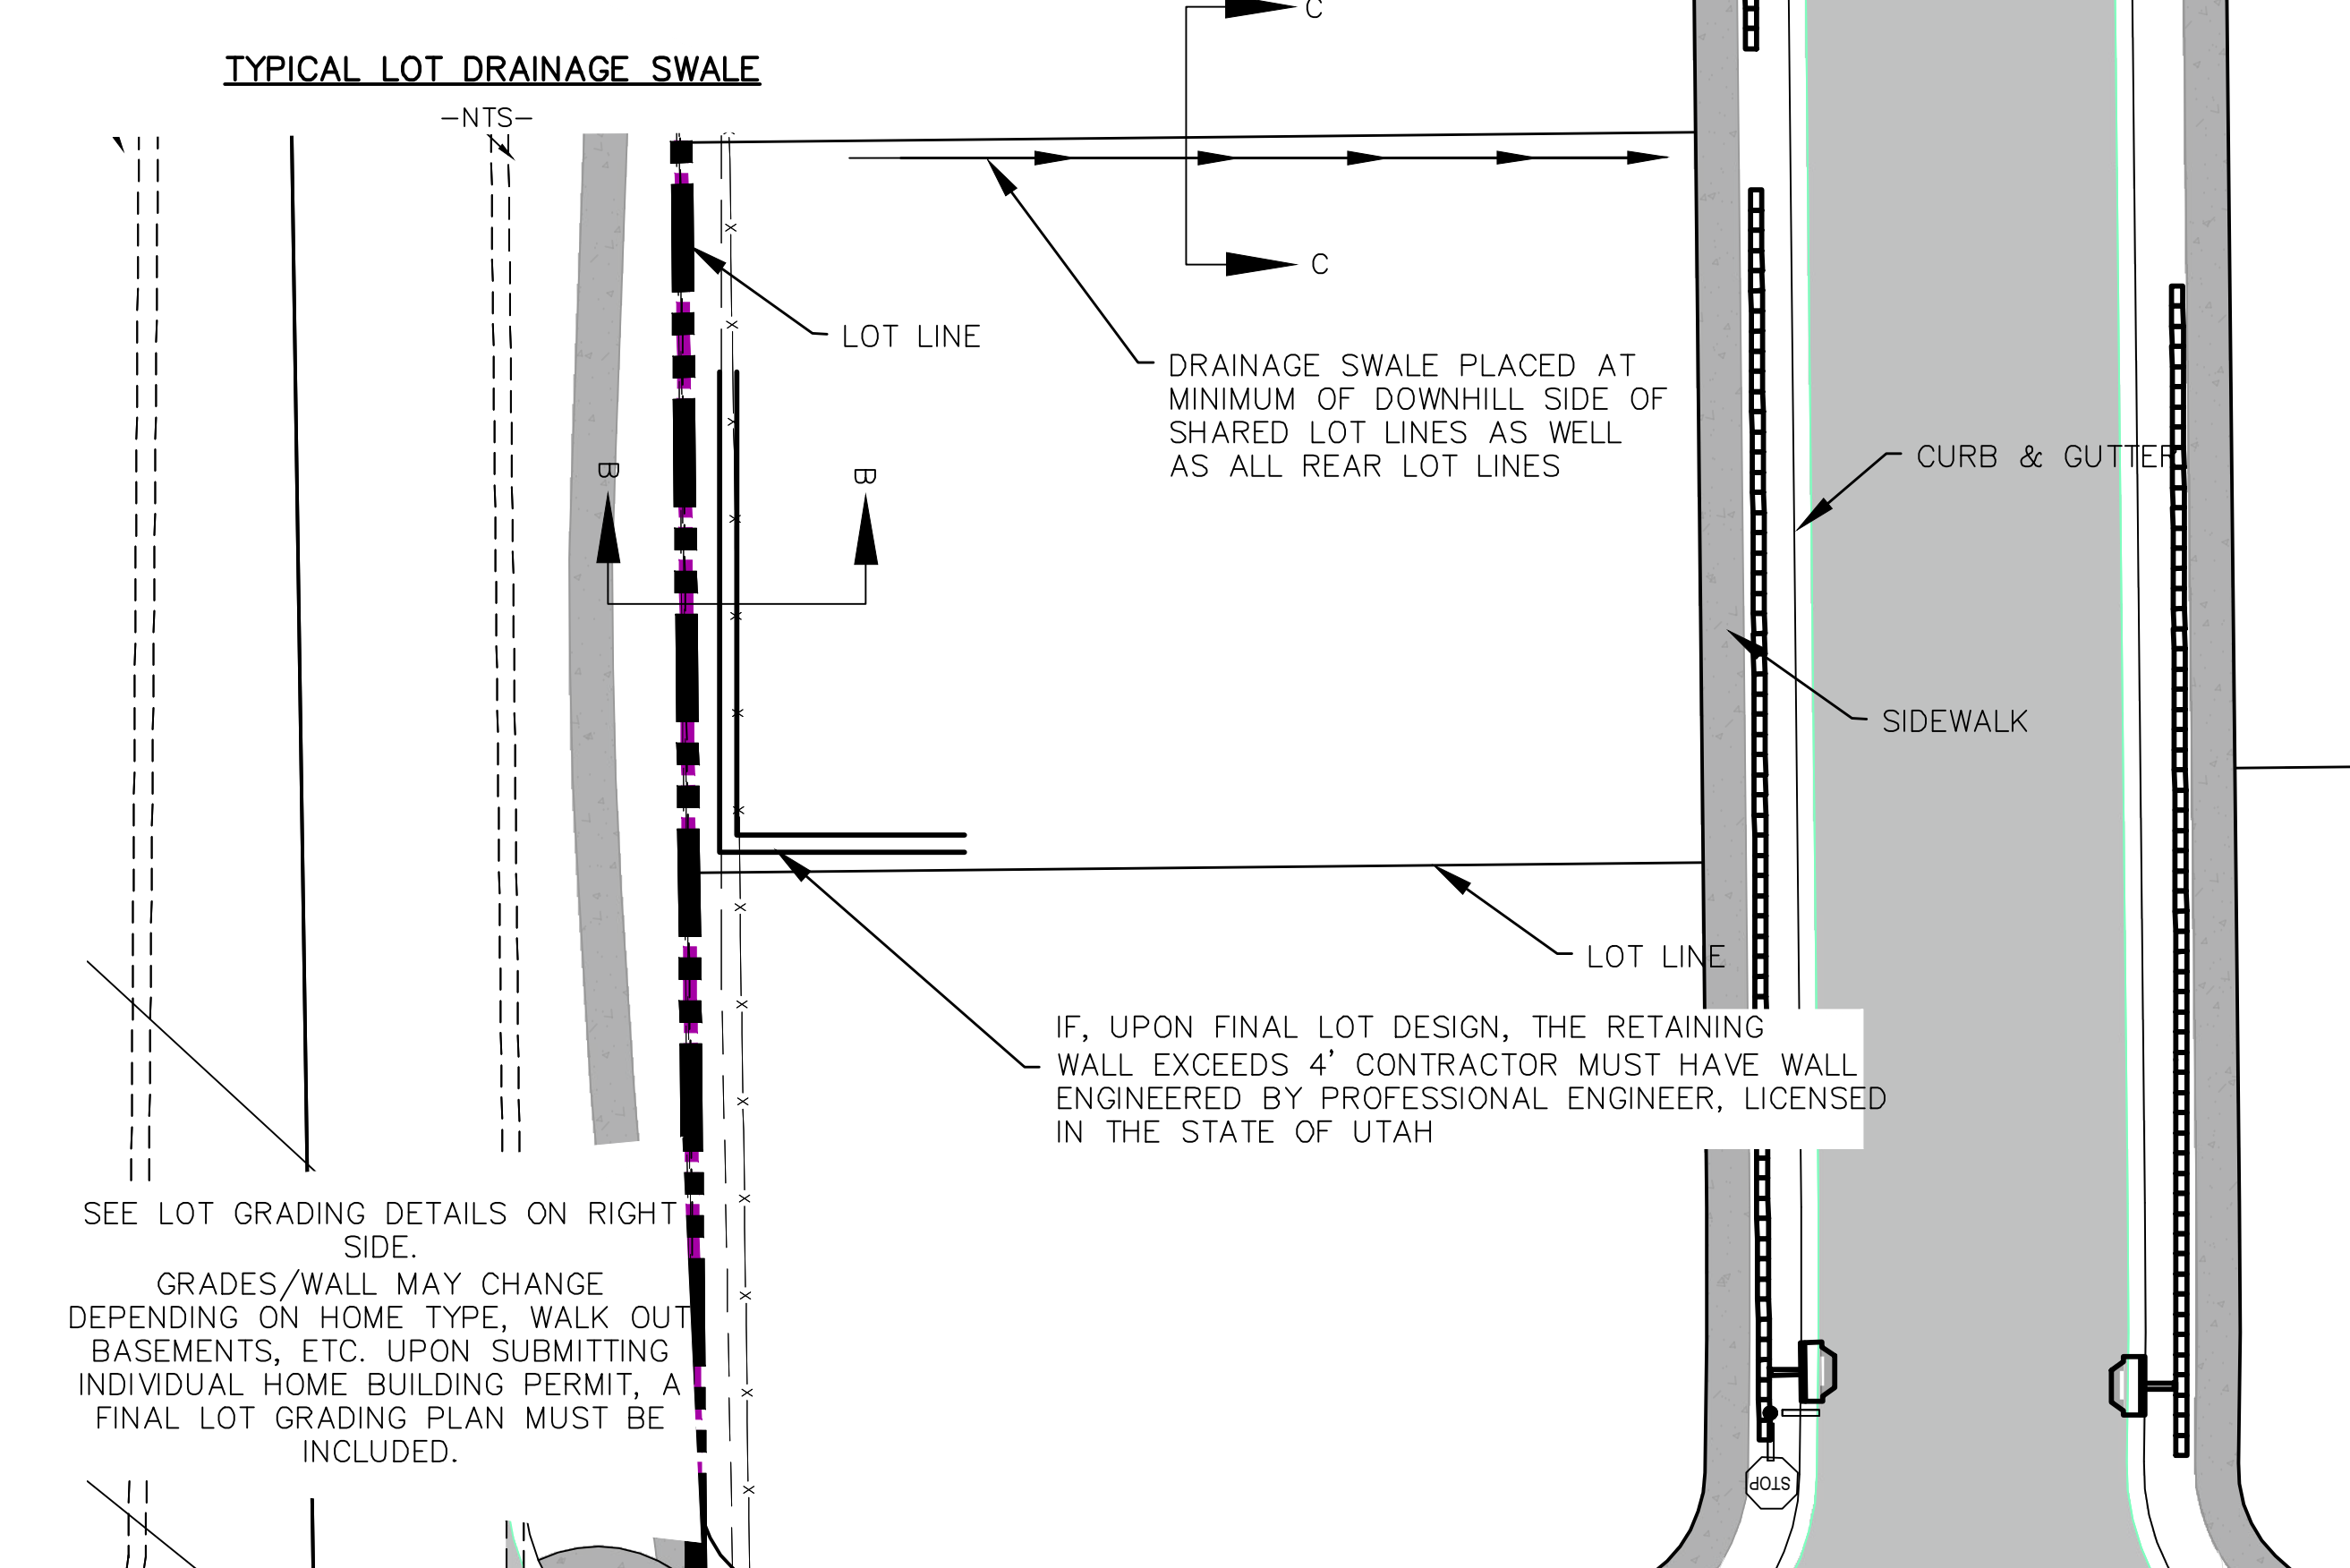 C
TYPICAL LOT DRAINAGE SWALE
-NTS-
C
LOT LINE
DRAINAGE SWALE PLACED AT
MINIMUM OF DOWNHILL SIDE OF
SHARED LOT LINES AS WELL
AS ALL REAR LOT LINES
CURB & GUTTER
B
B
SIDEWALK
LOT LINE
IF, UPON FINAL LOT DESIGN, THE RETAINING
WALL EXCEEDS 4' CONTRACTOR MUST HAVE WALL
ENGINEERED BY PROFESSIONAL ENGINEER, LICENSED
IN THE STATE OF UTAH
SEE LOT GRADING DETAILS ON RIGHT
SIDE.
GRADES/WALL MAY CHANGE
DEPENDING ON HOME TYPE, WALK OUT
BASEMENTS, ETC. UPON SUBMITTING
INDIVIDUAL HOME BUILDING PERMIT, A
FINAL LOT GRADING PLAN MUST BE
INCLUDED.
STOP